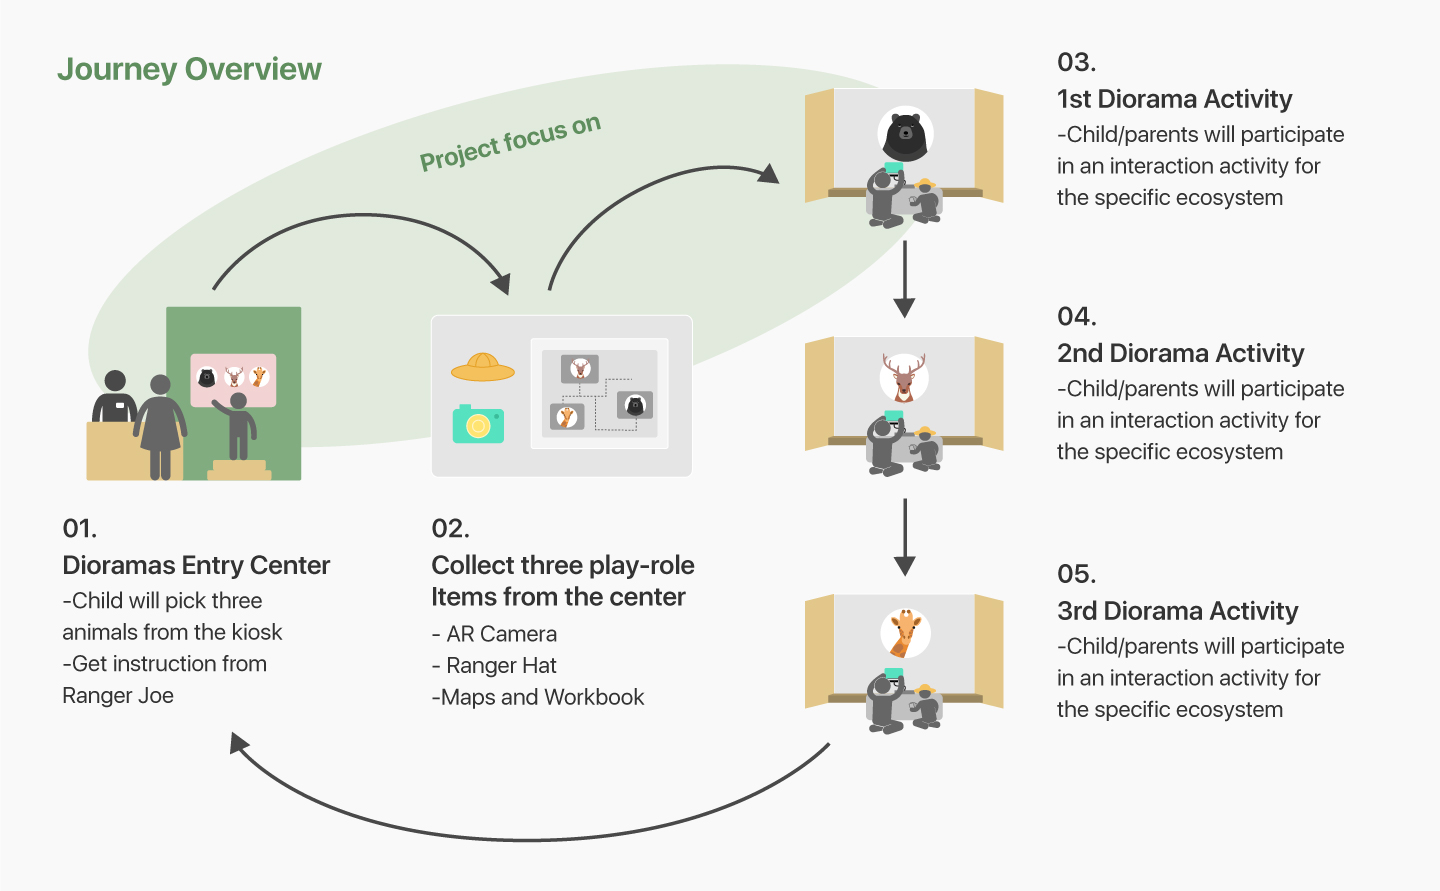 Journey Overview
Project focus on
01.
Dioramas Entry Center
-Child will pick three
animals from the kiosk
-Get instruction from
Ranger Joe
02.
Collect three play-role
Items from the center
- AR Camera
- Ranger Hat
-Maps and Workbook
03.
1st Diorama Activity
-Child/parents will participate
in an interaction activity for
the specific ecosystem
04.
2nd Diorama Activity
-Child/parents will participate
in an interaction activity for
the specific ecosystem
05.
3rd Diorama Activity
-Child/parents will participate
in an interaction activity for
the specific ecosystem